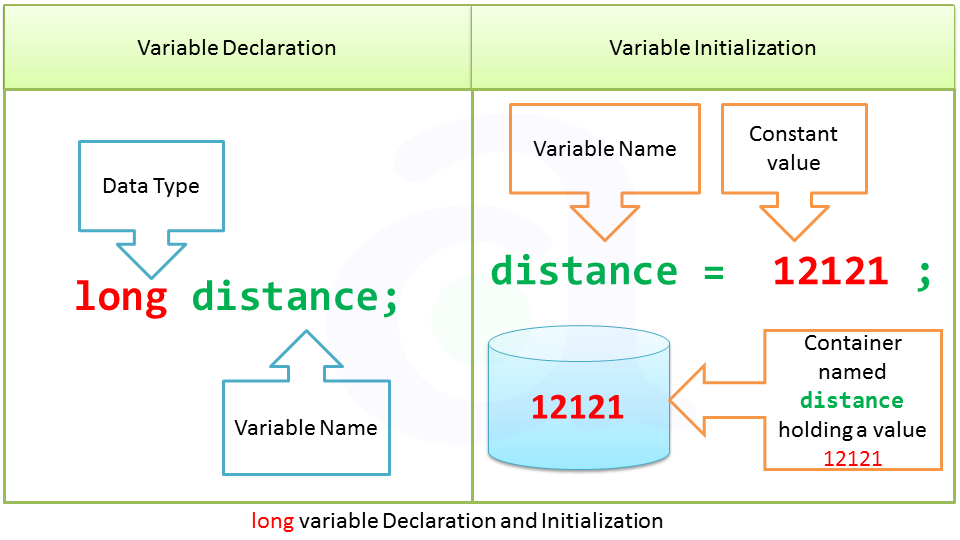 Variable Declaration
Variable Initialization
Data Type
long distance;
Variable Name
Variable Name
Constant
value
distance = 12121 ;
12121
Container
named
distance
holding a value
12121
long variable Declaration and Initialization